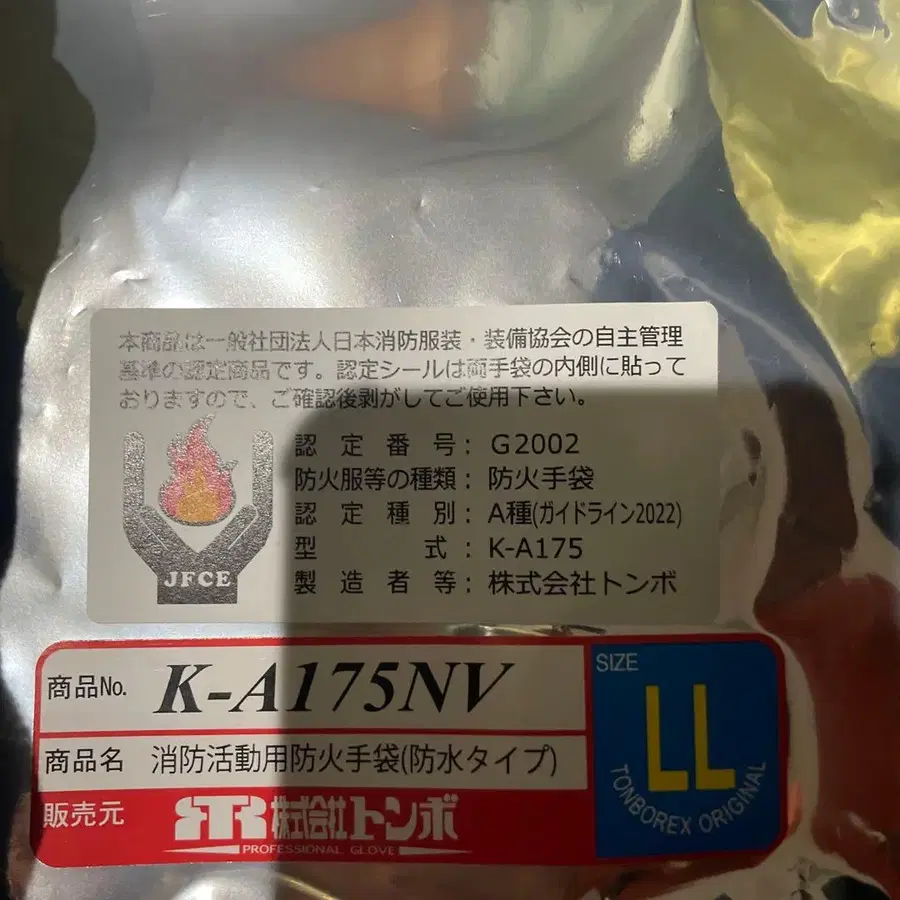 本商品は一般社団法人日本消防服装・装備協会の自主管理
基準の認定商品です。認定シールは両手袋の内側に貼って
おりますので、ご確認後剥がしてご使用下さい。
認定番号：G2002
防火服等の種類：防火手袋
認定種別：A種(ガイドライン2022)
型式：K-A175
製造者等：株式会社トンボ
JFCE
商品No. K-A175NV
商品名 消防活動用防火手袋(防水タイプ)
販売元 TR株式会社トンボ
PROFESSIONAL GLOVE
SIZE
LL
TONBOREX ORIGINAL